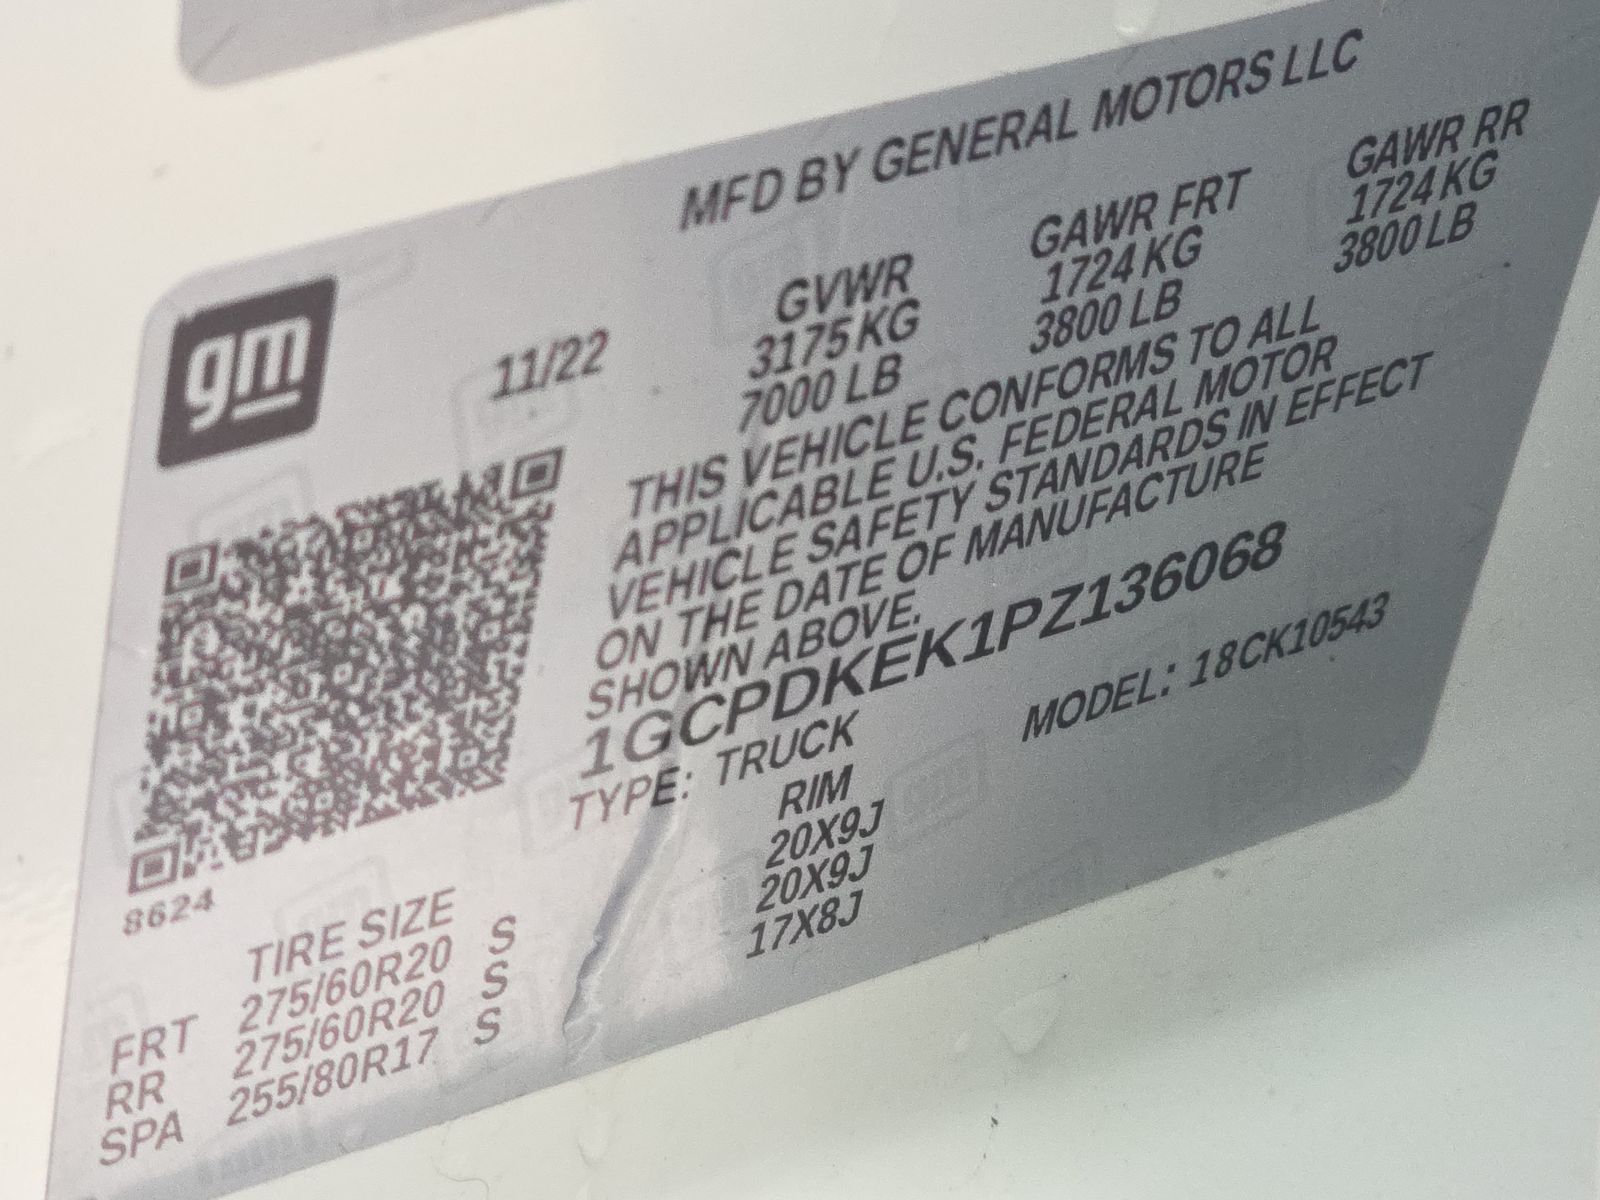 MFD BY GENERAL MOTORS LLC
gm
11/22
GVWR GAWR FRT GAWR RR
3175 KG 1724 KG 1724 KG
7000 LB 3800 LB 3800 LB
THIS VEHICLE CONFORMS TO ALL
APPLICABLE U.S. FEDERAL MOTOR
VEHICLE SAFETY STANDARDS IN EFFECT
ON THE DATE OF MANUFACTURE
SHOWN ABOVE.
1GCPDKEK1PZ136068
TYPE: TRUCK MODEL: 18CK10543
8624
TIRE SIZE RIM
FRT 275/60R20 S 20X9J
RR 275/60R20 S 20X9J
SPA 255/80R17 S 17X8J